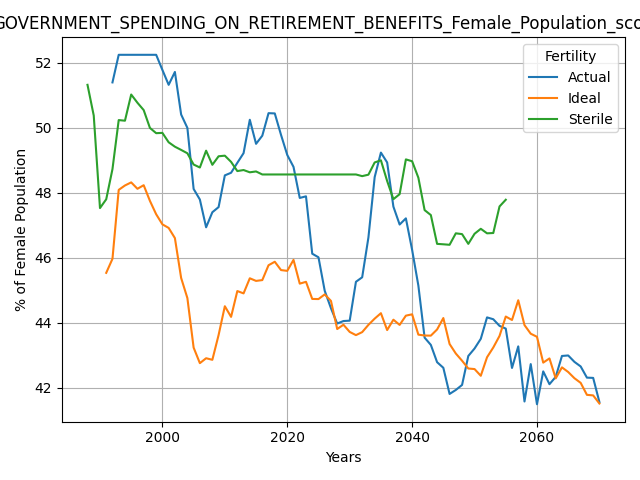 GOVERNMENT_SPENDING_ON_RETIREMENT_BENEFITS_Female_Population_sco
Fertility
Actual
Ideal
Sterile
% of Female Population
52
50
48
46
44
42
2000
2020
2040
2060
Years